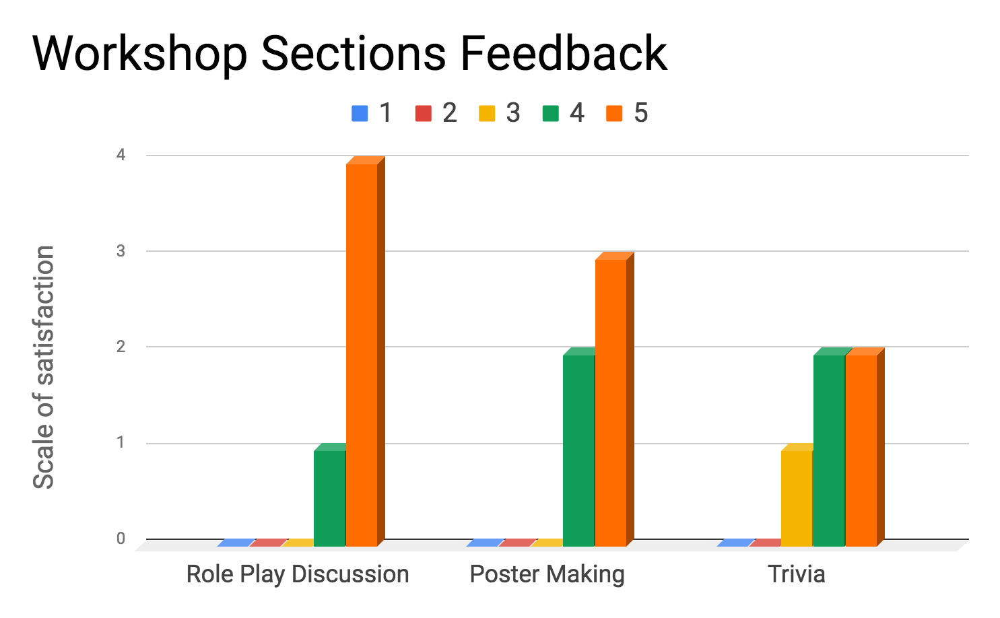 Workshop Sections Feedback
1 2 3 4 5
4
3
2
1
0
Scale of satisfaction
Role Play Discussion Poster Making Trivia